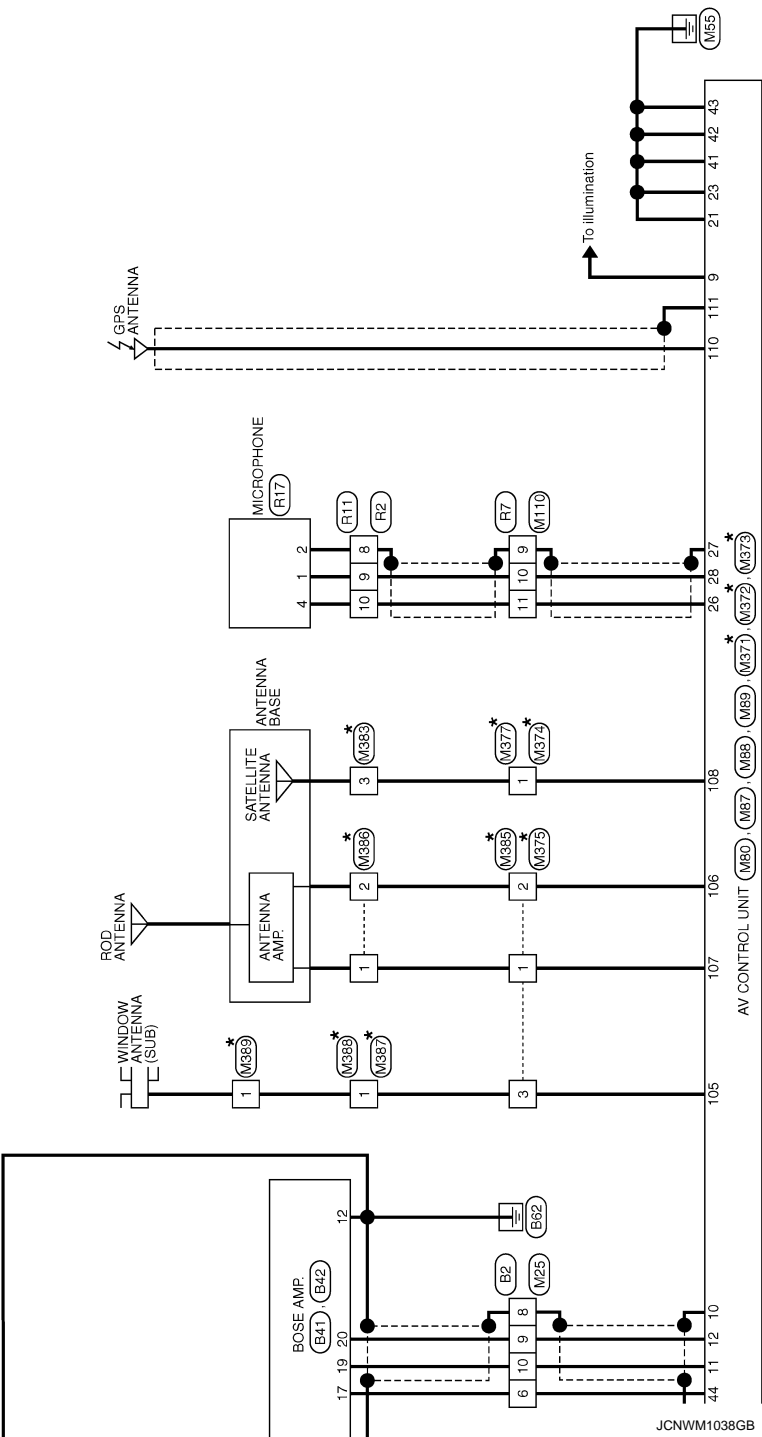 M55
43
42
41
23
21
To illumination
9
111
110
GPS
ANTENNA
MICROPHONE
R17
2
1
4
R11
R2
8
9
10
R7
M110
9
10
11
27
28
26
ANTENNA
BASE
SATELLITE
ANTENNA
* M383
3
* M377
* M374
1
108
ROD
ANTENNA
ANTENNA
AMP.
* M386
2
1
* M385
* M375
2
1
3
106
107
WINDOW
ANTENNA
(SUB)
* M389
1
* M388
* M387
1
105
AV CONTROL UNIT M80 , M87 , M88 , M89 , * M371 , * M372 , * M373
BOSE AMP.
B41 , B42
12
20
19
17
B62
B2
M25
8
9
10
6
10
12
11
44
JCNWM1038GB